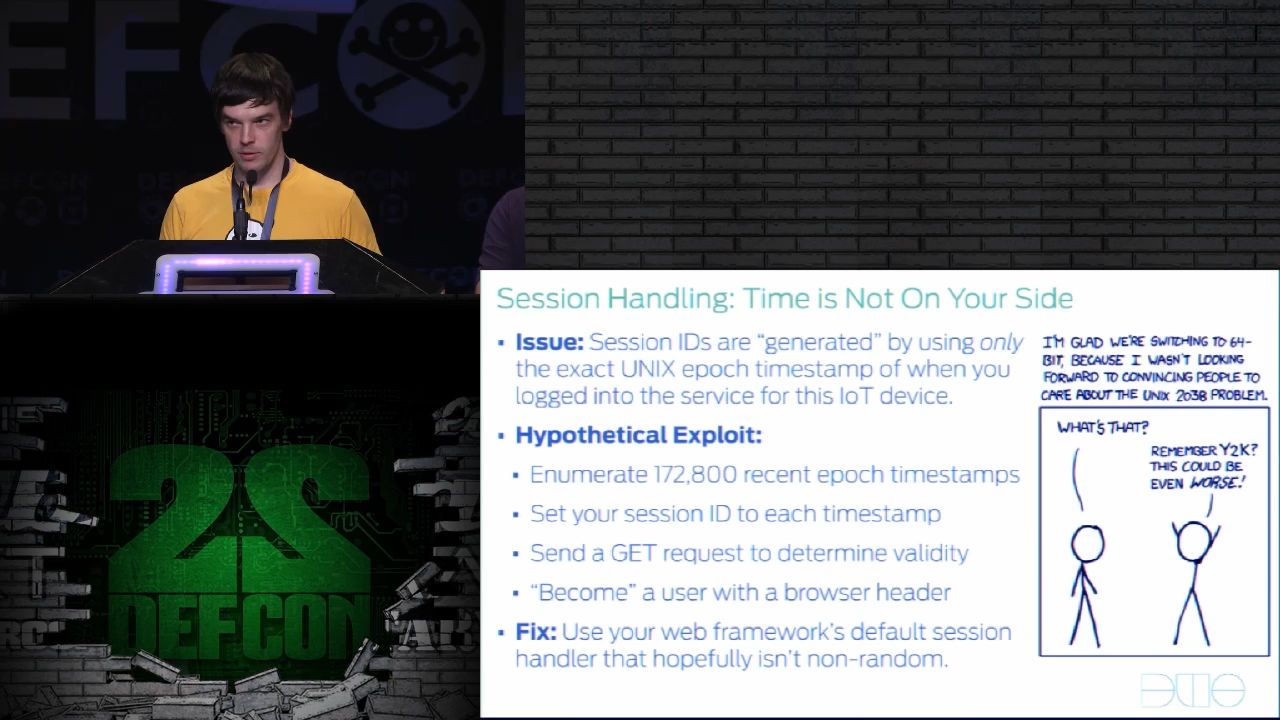 DEFCON
Session Handling: Time is Not On Your Side
▪ Issue: Session IDs are “generated” by using only
the exact UNIX epoch timestamp of when you
logged into the service for this IoT device.
▪ Hypothetical Exploit:
▪ Enumerate 172,800 recent epoch timestamps
▪ Set your session ID to each timestamp
▪ Send a GET request to determine validity
▪ “Become” a user with a browser header
▪ Fix: Use your web framework’s default session
handler that hopefully isn’t non-random.
I'M GLAD WE'RE SWITCHING TO 64-
BIT, BECAUSE I WASN'T LOOKING
FORWARD TO CONVINCING PEOPLE TO
CARE ABOUT THE UNIX 2038 PROBLEM.
WHAT'S THAT?
REMEMBER Y2K?
THIS COULD BE
EVEN WORSE!
DUO
22
DEFCON